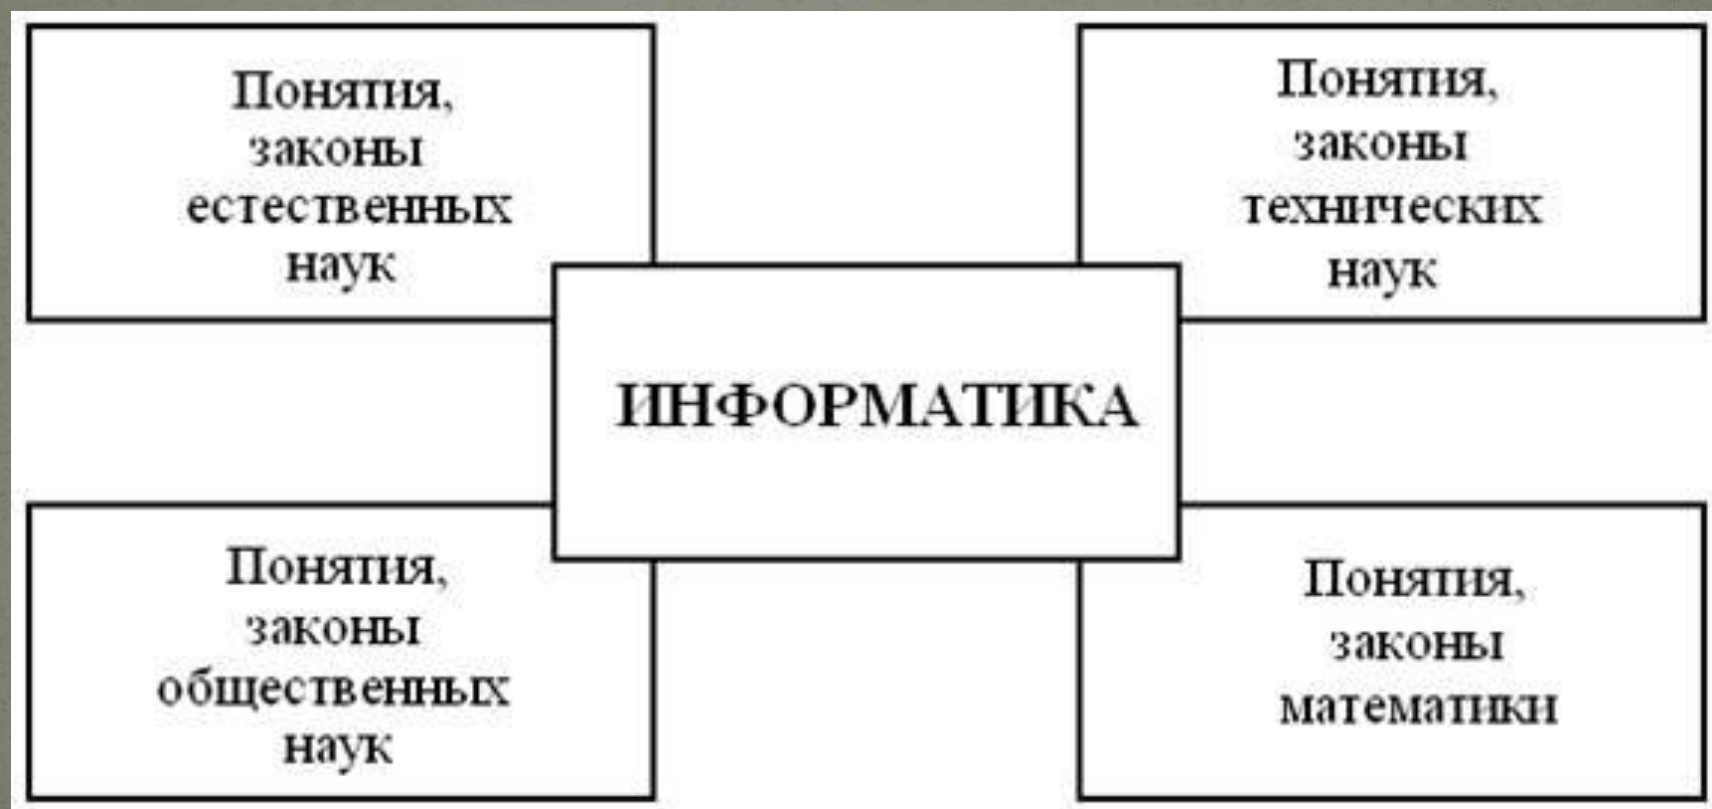 Понятия,
законы
естественных
наук
Понятия,
законы
технических
наук
ИНФОРМАТИКА
Понятия,
законы
общественных
наук
Понятия,
законы
математики